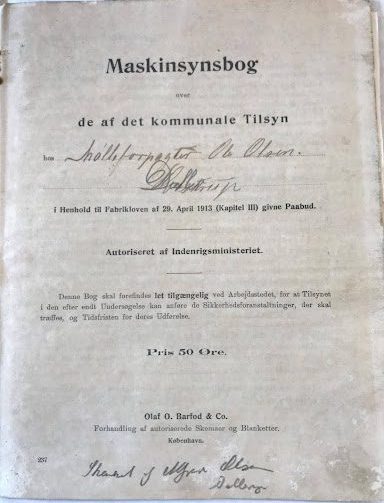 Maskinsynsbog
over
de af det kommunale Tilsyn
hos Mølleforpagter Ole Olsen.
i Henhold til Fabrikloven af 29. April 1913 (Kapitel III) givne Paabud.
Autoriseret af Indenrigsministeriet.
Denne Bog skal forefindes let tilgængelig ved Arbejdsstedet, for at Tilsynet
i den efter endt Undersøgelse kan anføre de Sikkerhedsforanstaltninger, der skal
træffes, og Tidsfristen for deres Udførelse.
Pris 50 Øre.
Olaf O. Barfod & Co.
Forhandling af autoriserede Skemaer og Blanketter.
København.
237
Skænket af Olsen